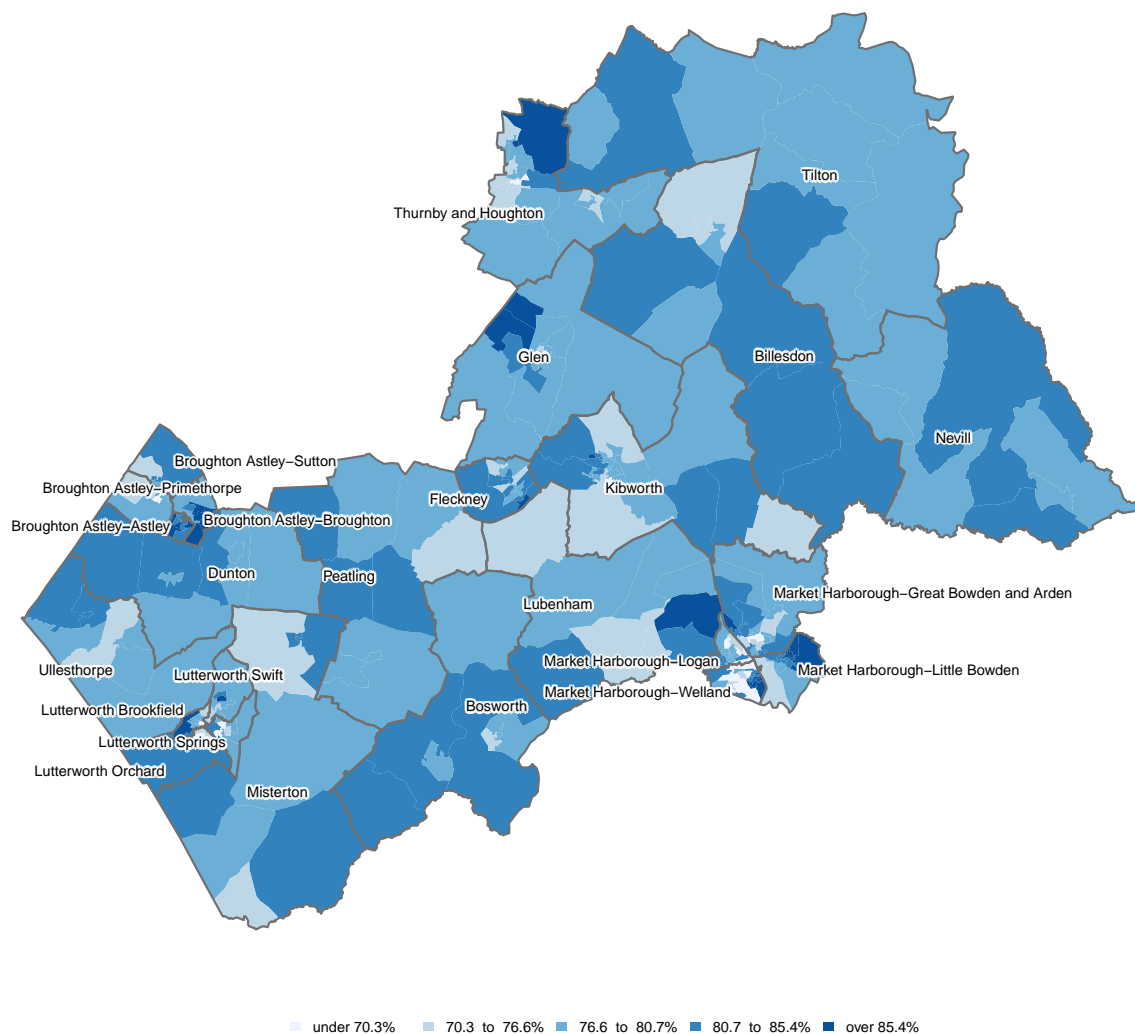 Tilton
Thurnby and Houghton
Glen
Billesdon
Nevill
Broughton Astley−Sutton
Broughton Astley−Primethorpe
Fleckney
Kibworth
Broughton Astley−Astley
Broughton Astley−Broughton
Dunton
Peatling
Lubenham
Market Harborough−Great Bowden and Arden
Ullesthorpe
Lutterworth Swift
Market Harborough−Logan
Market Harborough−Little Bowden
Market Harborough−Welland
Lutterworth Brookfield
Bosworth
Lutterworth Springs
Lutterworth Orchard
Misterton
under 70.3% 70.3 to 76.6% 76.6 to 80.7% 80.7 to 85.4% over 85.4%